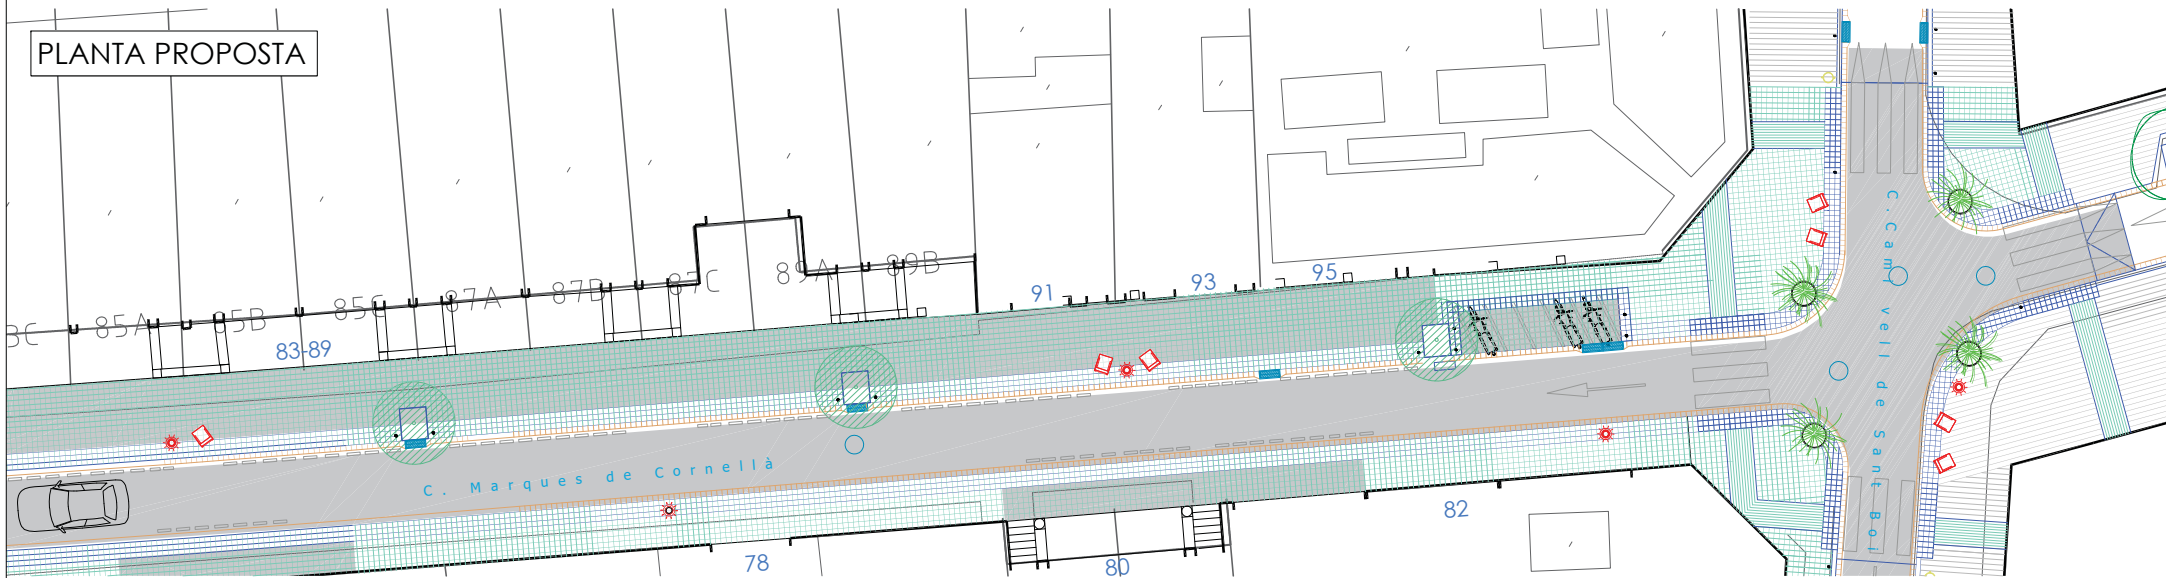 PLANTA PROPOSTA
85A
85B
85C
87A
87B
87C
89A
89B
83-89
91
93
95
C. Marques de Cornellà
C. Camí vell de Sant Boi
78
80
82